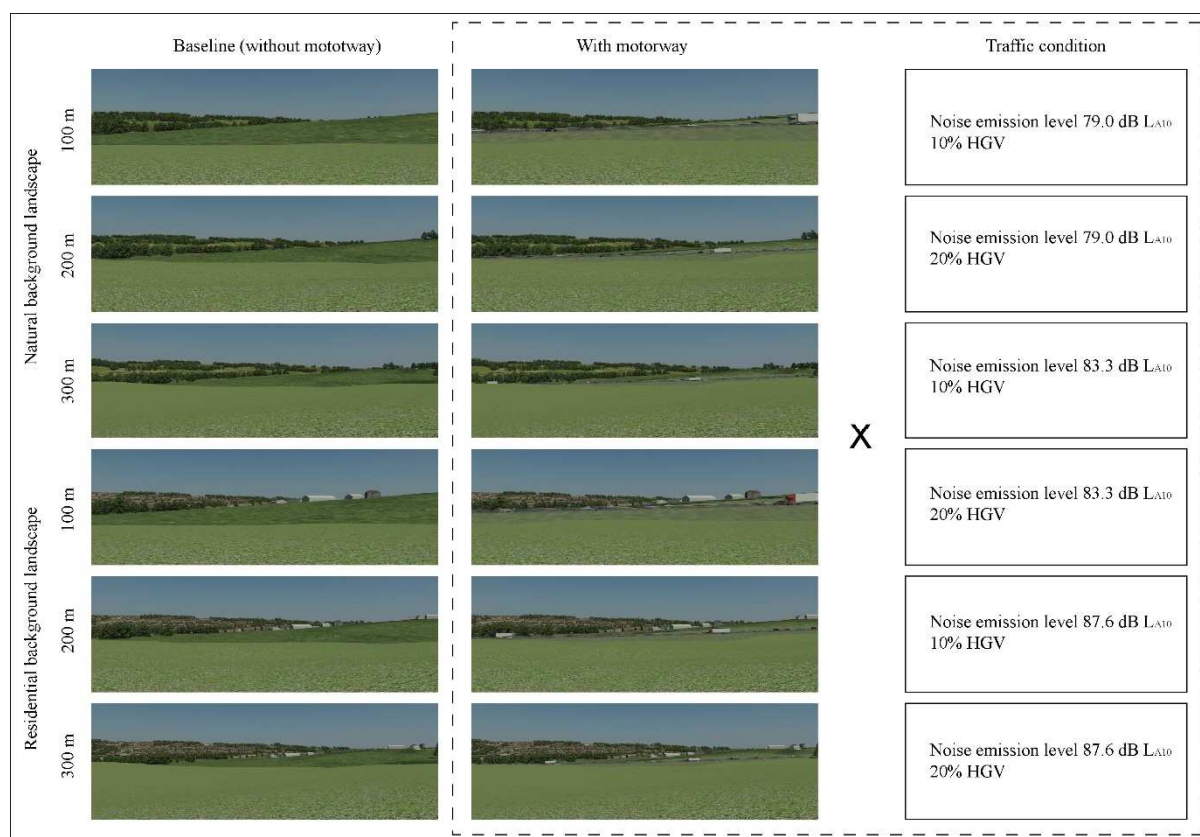 Baseline (without mototway)
With motorway
Traffic condition
Natural background landscape
100 m
200 m
300 m
Residential background landscape
100 m
200 m
300 m
X
Noise emission level 79.0 dB LA10
10% HGV
Noise emission level 79.0 dB LA10
20% HGV
Noise emission level 83.3 dB LA10
10% HGV
Noise emission level 83.3 dB LA10
20% HGV
Noise emission level 87.6 dB LA10
10% HGV
Noise emission level 87.6 dB LA10
20% HGV